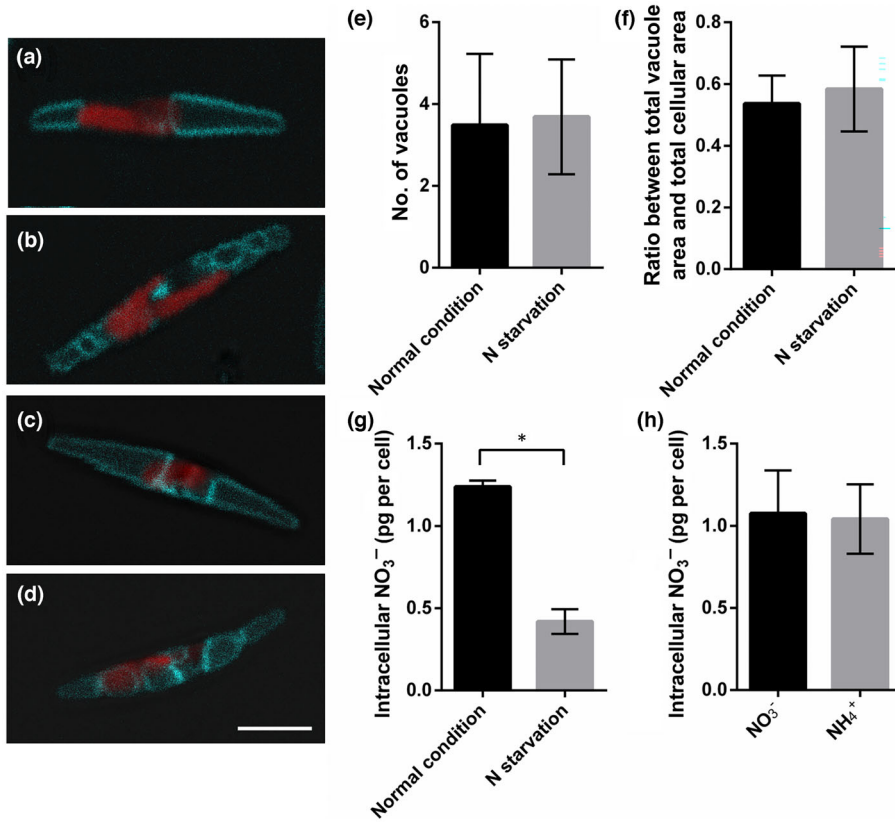 (a)
(b)
(c)
(d)
(e)
No. of vacuoles
6
4
2
0
Normal condition
N starvation
(f)
Ratio between total vacuole
area and total cellular area
0.8
0.6
0.4
0.2
0.0
Normal condition
N starvation
(g)
Intracellular NO₃⁻ (pg per cell)
1.5
1.0
0.5
0.0
*
Normal condition
N starvation
(h)
Intracellular NO₃⁻ (pg per cell)
1.5
1.0
0.5
0.0
NO₃⁻
NH₄⁺